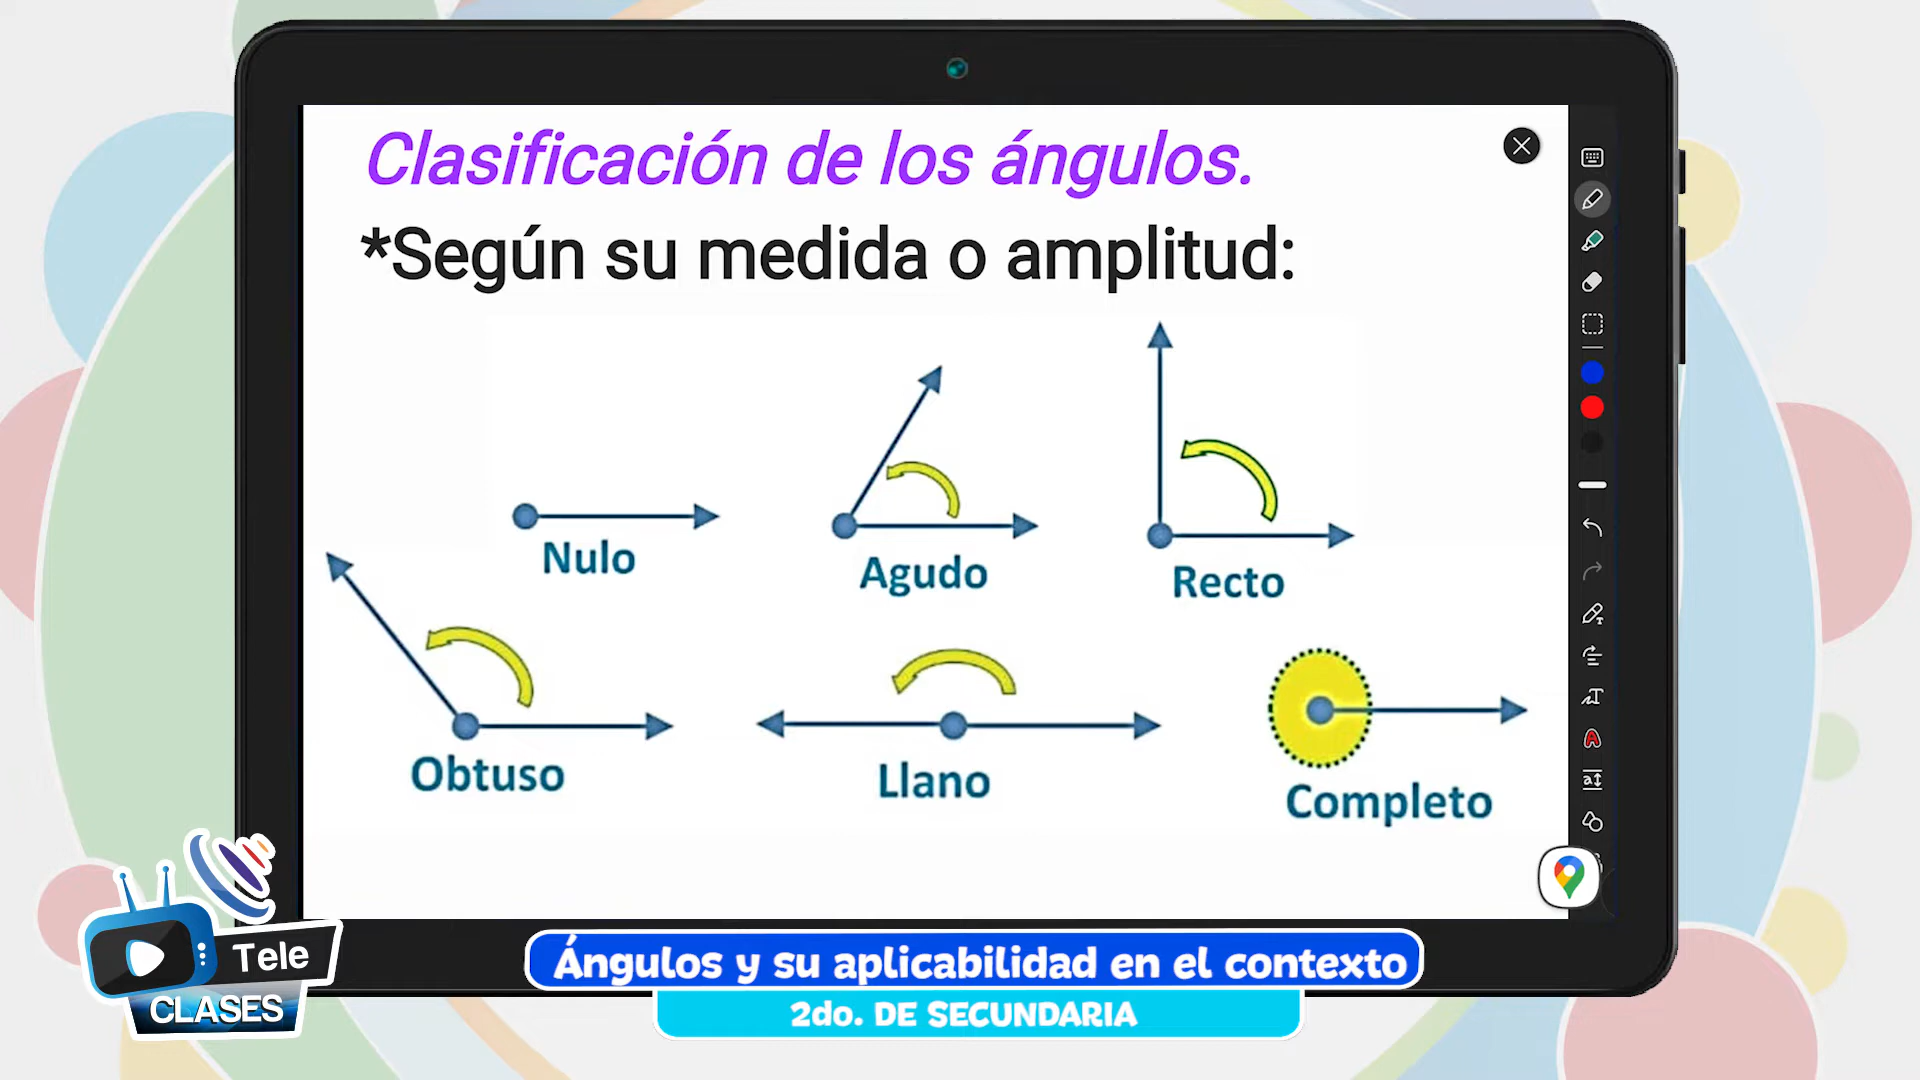 Clasificación de los ángulos.
*Según su medida o amplitud:
Nulo
Agudo
Recto
Obtuso
Llano
Completo
Tele
CLASES
Ángulos y su aplicabilidad en el contexto
2do. DE SECUNDARIA